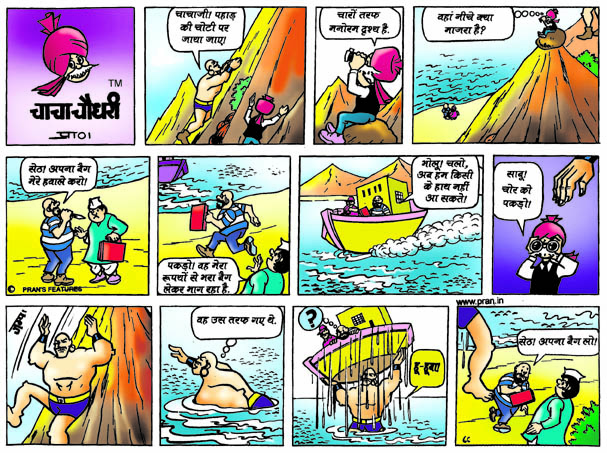 TM
चाचा चौधरी
प्राण
चाचाजी! पहाड़
की चोटी पर
जाया जाए!
चारों तरफ
मनोरम दृश्य है.
वहां नीचे क्या
माजरा है?
सेठ! अपना बैग
मेरे हवाले करो!
© PRAN'S FEATURES
पकड़ो! वह मेरा
रूपयों से भरा बैग
लेकर भाग रहा है.
भोलू! चलो,
अब हम किसी
के हाथ नहीं
आ सकते!
साबू!
चोर को
पकड़ो!
जुम्प!
वह उस तरफ गए थे.
?
हू-हूबा!
www.pran.in
सेठ! अपना बैग लो!